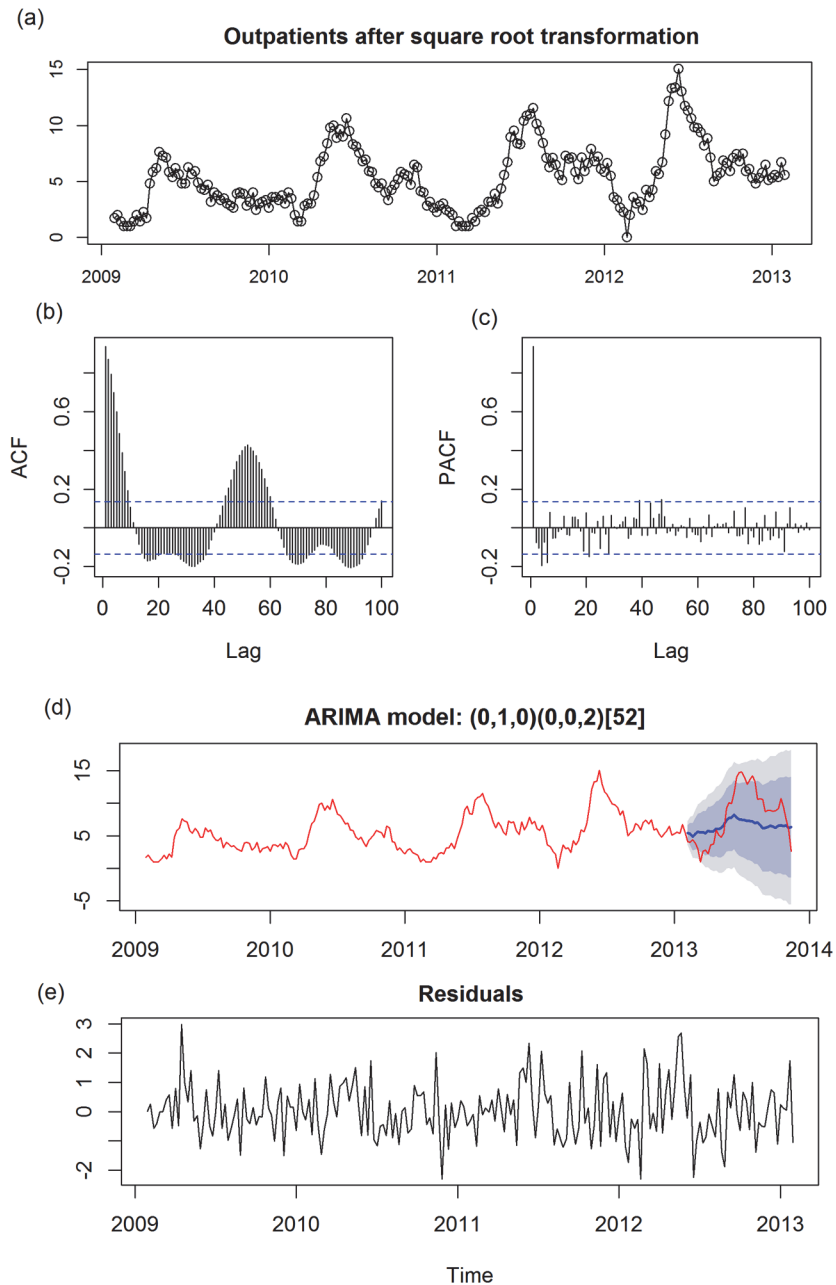 (a)
Outpatients after square root transformation
15
10
5
0
2009 2010 2011 2012 2013
(b)
ACF
0.6
0.2
-0.2
0 20 40 60 80 100
Lag
(c)
PACF
0.6
0.2
-0.2
0 20 40 60 80 100
Lag
(d)
ARIMA model: (0,1,0)(0,0,2)[52]
15
5
-5
2009 2010 2011 2012 2013 2014
(e)
Residuals
3
2
1
0
-2
2009 2010 2011 2012 2013
Time